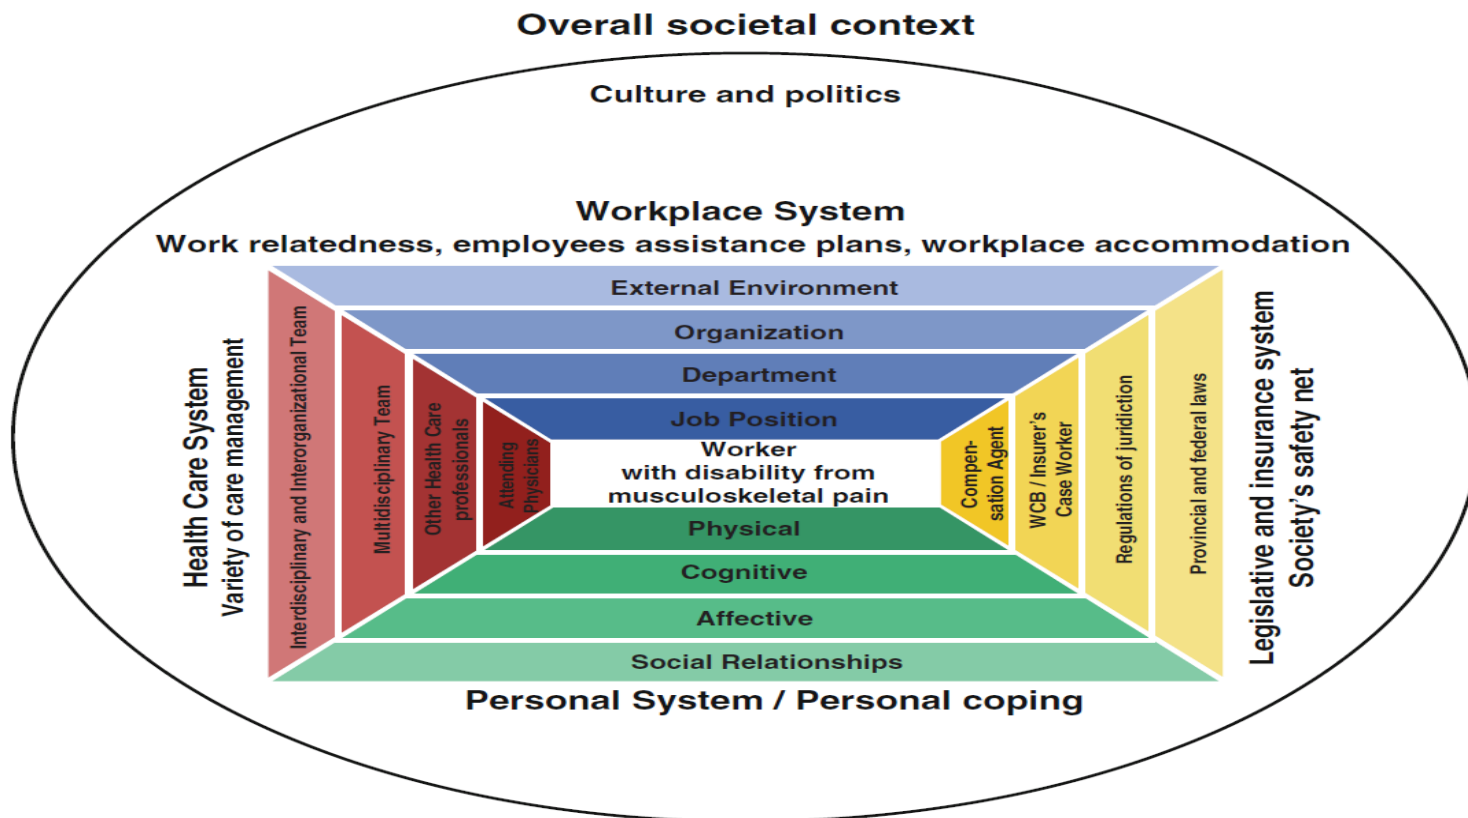 Overall societal context
Culture and politics
Workplace System
Work relatedness, employees assistance plans, workplace accommodation
External Environment
Organization
Department
Job Position
Worker
with disability from
musculoskeletal pain
Physical
Cognitive
Affective
Social Relationships
Personal System / Personal coping
Health Care System
Variety of care management
Interdisciplinary and Interorganizational Team
Multidisciplinary Team
Other Health Care
professionals
Attending
Physicians
Compen-
sation Agent
WCB / Insurer's
Case Worker
Regulations of juridiction
Provincial and federal laws
Legislative and insurance system
Society's safety net